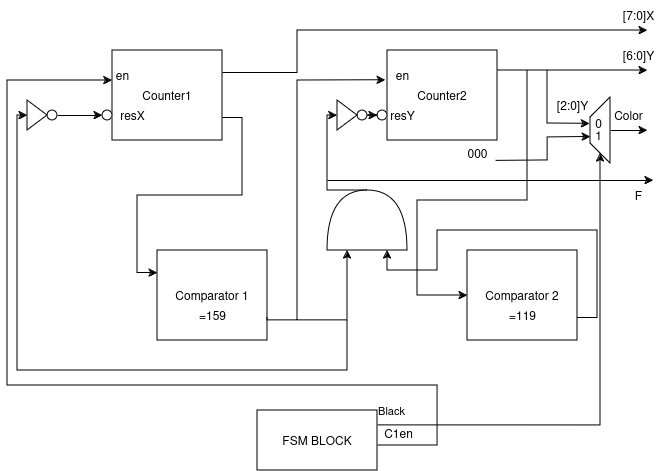 [7:0]X
[6:0]Y
en
Counter1
resX
en
Counter2
resY
[2:0]Y
0
1
Color
000
F
Comparator 1
=159
Comparator 2
=119
FSM BLOCK
Black
C1en